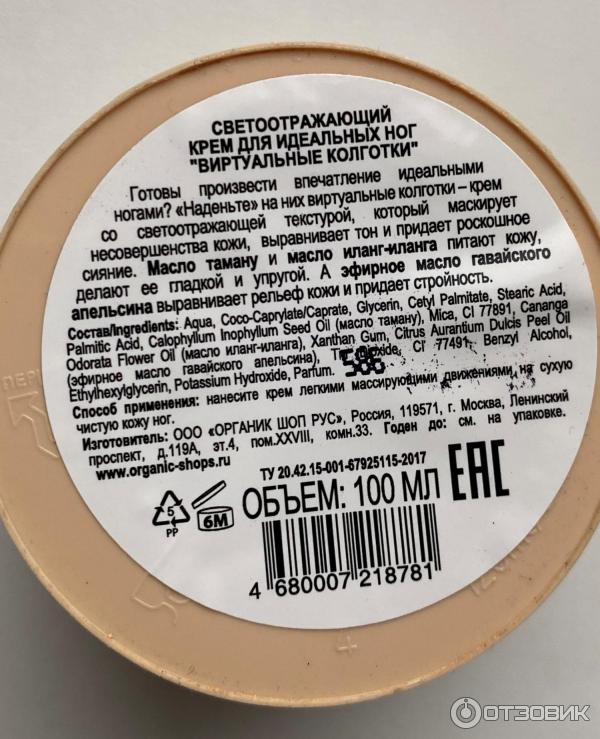 СВЕТООТРАЖАЮЩИЙ
КРЕМ ДЛЯ ИДЕАЛЬНЫХ НОГ
"ВИРТУАЛЬНЫЕ КОЛГОТКИ"
Готовы произвести впечатление идеальными
ногами? «Наденьте» на них виртуальные колготки – крем
со светоотражающей текстурой, который маскирует
несовершенства кожи, выравнивает тон и придает роскошное
сияние. Масло таману и масло иланг-иланга питают кожу,
делают ее гладкой и упругой. А эфирное масло гавайского
апельсина выравнивает рельеф кожи и придает стройность.
Состав/Ingredients: Aqua, Coco-Caprylate/Caprate, Glycerin, Cetyl Palmitate, Stearic Acid,
Palmitic Acid, Calophyllum Inophyllum Seed Oil (масло таману), Mica, CI 77891, Cananga
Odorata Flower Oil (масло иланг-иланга), Xanthan Gum, Citrus Aurantium Dulcis Peel Oil
(эфирное масло гавайского апельсина), CI 77491, Benzyl Alcohol,
Ethylhexylglycerin, Potassium Hydroxide, Parfum. 586
Способ применения: нанесите крем легкими массирующими движениями, на сухую
чистую кожу ног.
Изготовитель: ООО «ОРГАНИК ШОП РУС», Россия, 119571, г. Москва, Ленинский
проспект, д.119А, эт.4, пом.XXVIII, комн.33. Годен до: см. на упаковке.
www.organic-shops.ru
ТУ 20.42.15-001-67925115-2017
5
PP
6М
ОБЪЕМ: 100 МЛ
EAC
4 680007 218781
ОТЗОВИК